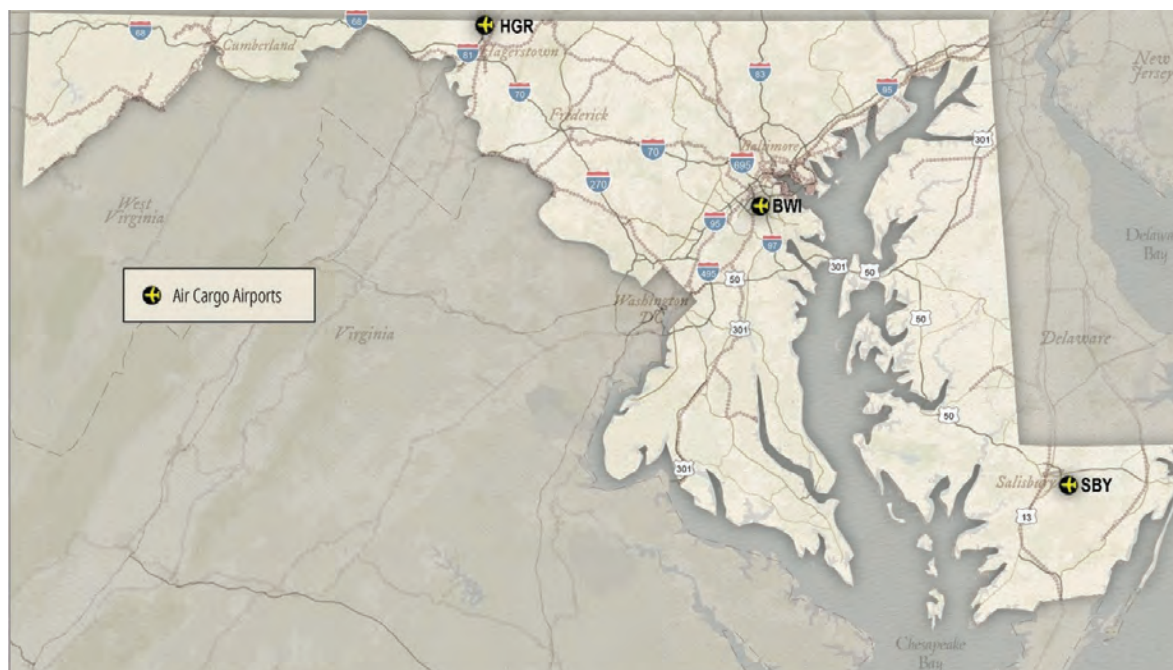 68
68
HGR
Cumberland
81
Hagerstown
83
New
Jersey
70
95
Frederick
301
70
Baltimore
695
270
West
Virginia
BWI
95
97
Delawa
Bay
301
50
495
50
Air Cargo Airports
Washington
DC
50
Virginia
301
Delaware
50
301
Salisbury
SBY
13
Chesapeake
Bay